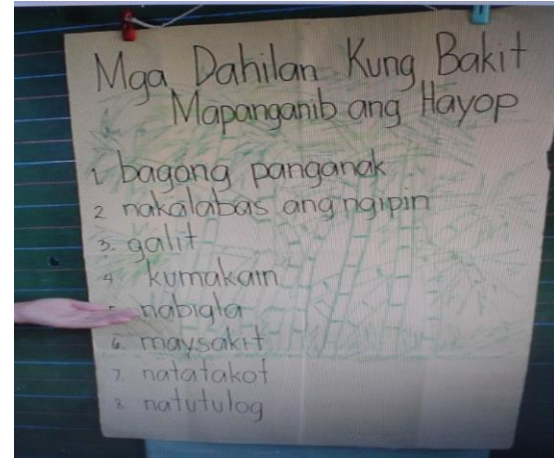 Mga Dahilan Kung Bakit
Mapanganib ang Hayop
1. bagong panganak
2 nakalabas ang ngipin
3. galit
4 kumakain
5 nabigla
6. maysakit
7. natatakot
8 natutulog